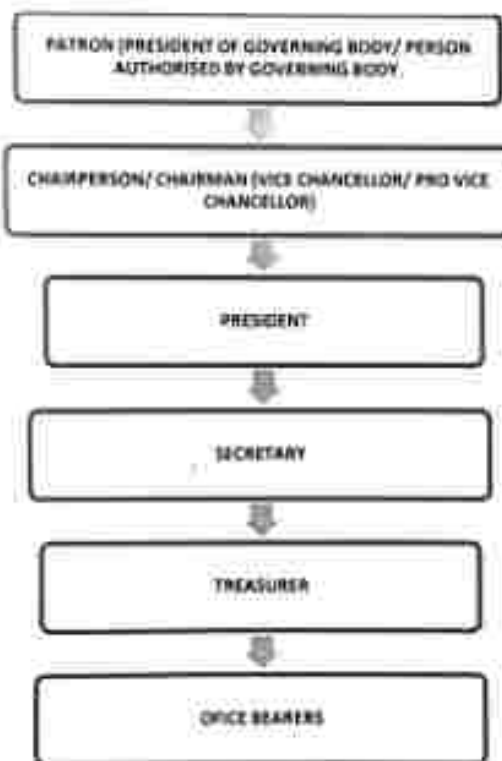 PATRON (PRESIDENT OF GOVERNING BODY/ PERSON
AUTHORISED BY GOVERNING BODY
CHAIRPERSON/ CHAIRMAN (VICE CHANCELLOR/ PRO VICE
CHANCELLOR)
PRESIDENT
SECRETARY
TREASURER
OFICE BEARERS